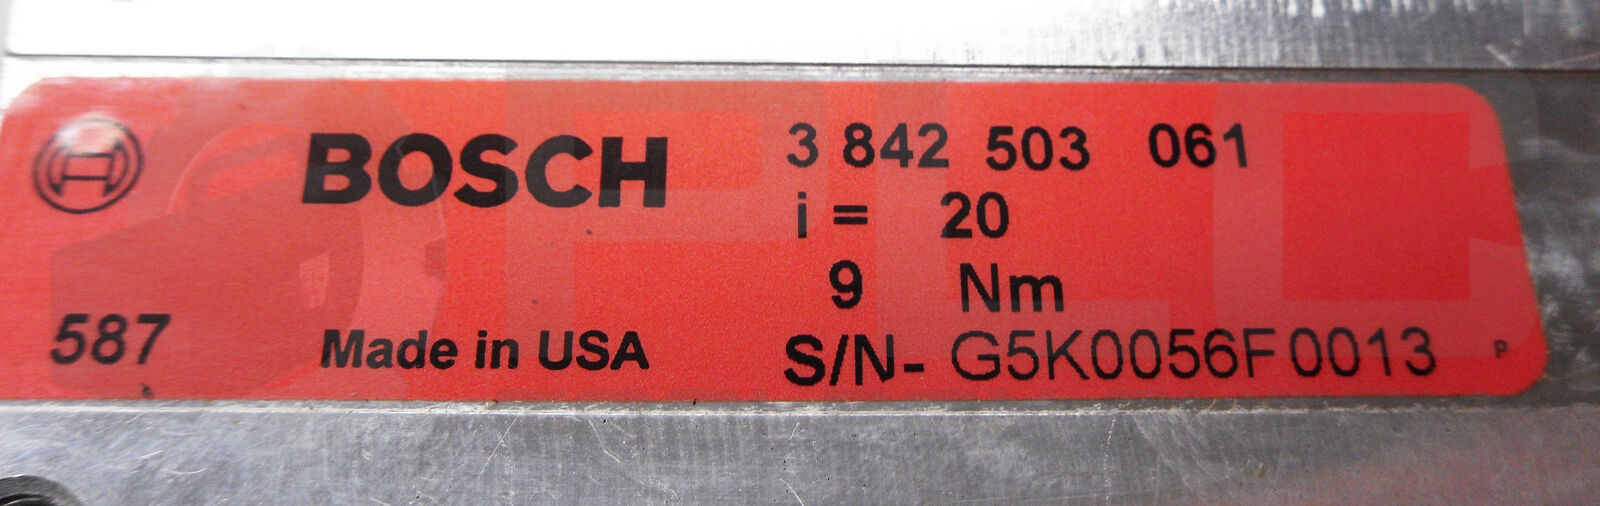 BOSCH
3 842 503 061
i = 20
9 Nm
587
Made in USA
S/N- G5K0056F0013
P